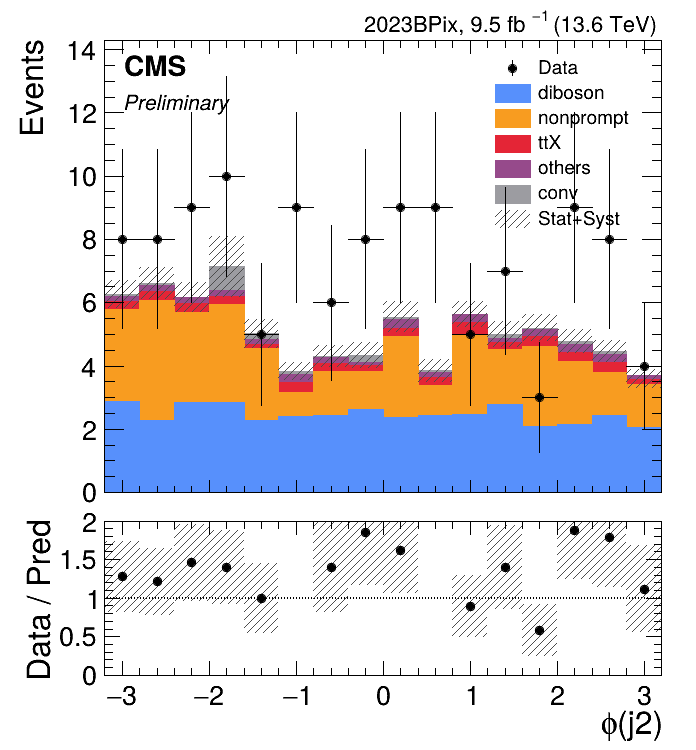 2023BPix, 9.5 fb⁻¹ (13.6 TeV)
CMS
Preliminary
Events
14
12
10
8
6
4
2
0
Data
diboson
nonprompt
ttX
others
conv
Stat+Syst
Data / Pred
2
1.5
1
0.5
0
−3 −2 −1 0 1 2 3
ϕ(j2)